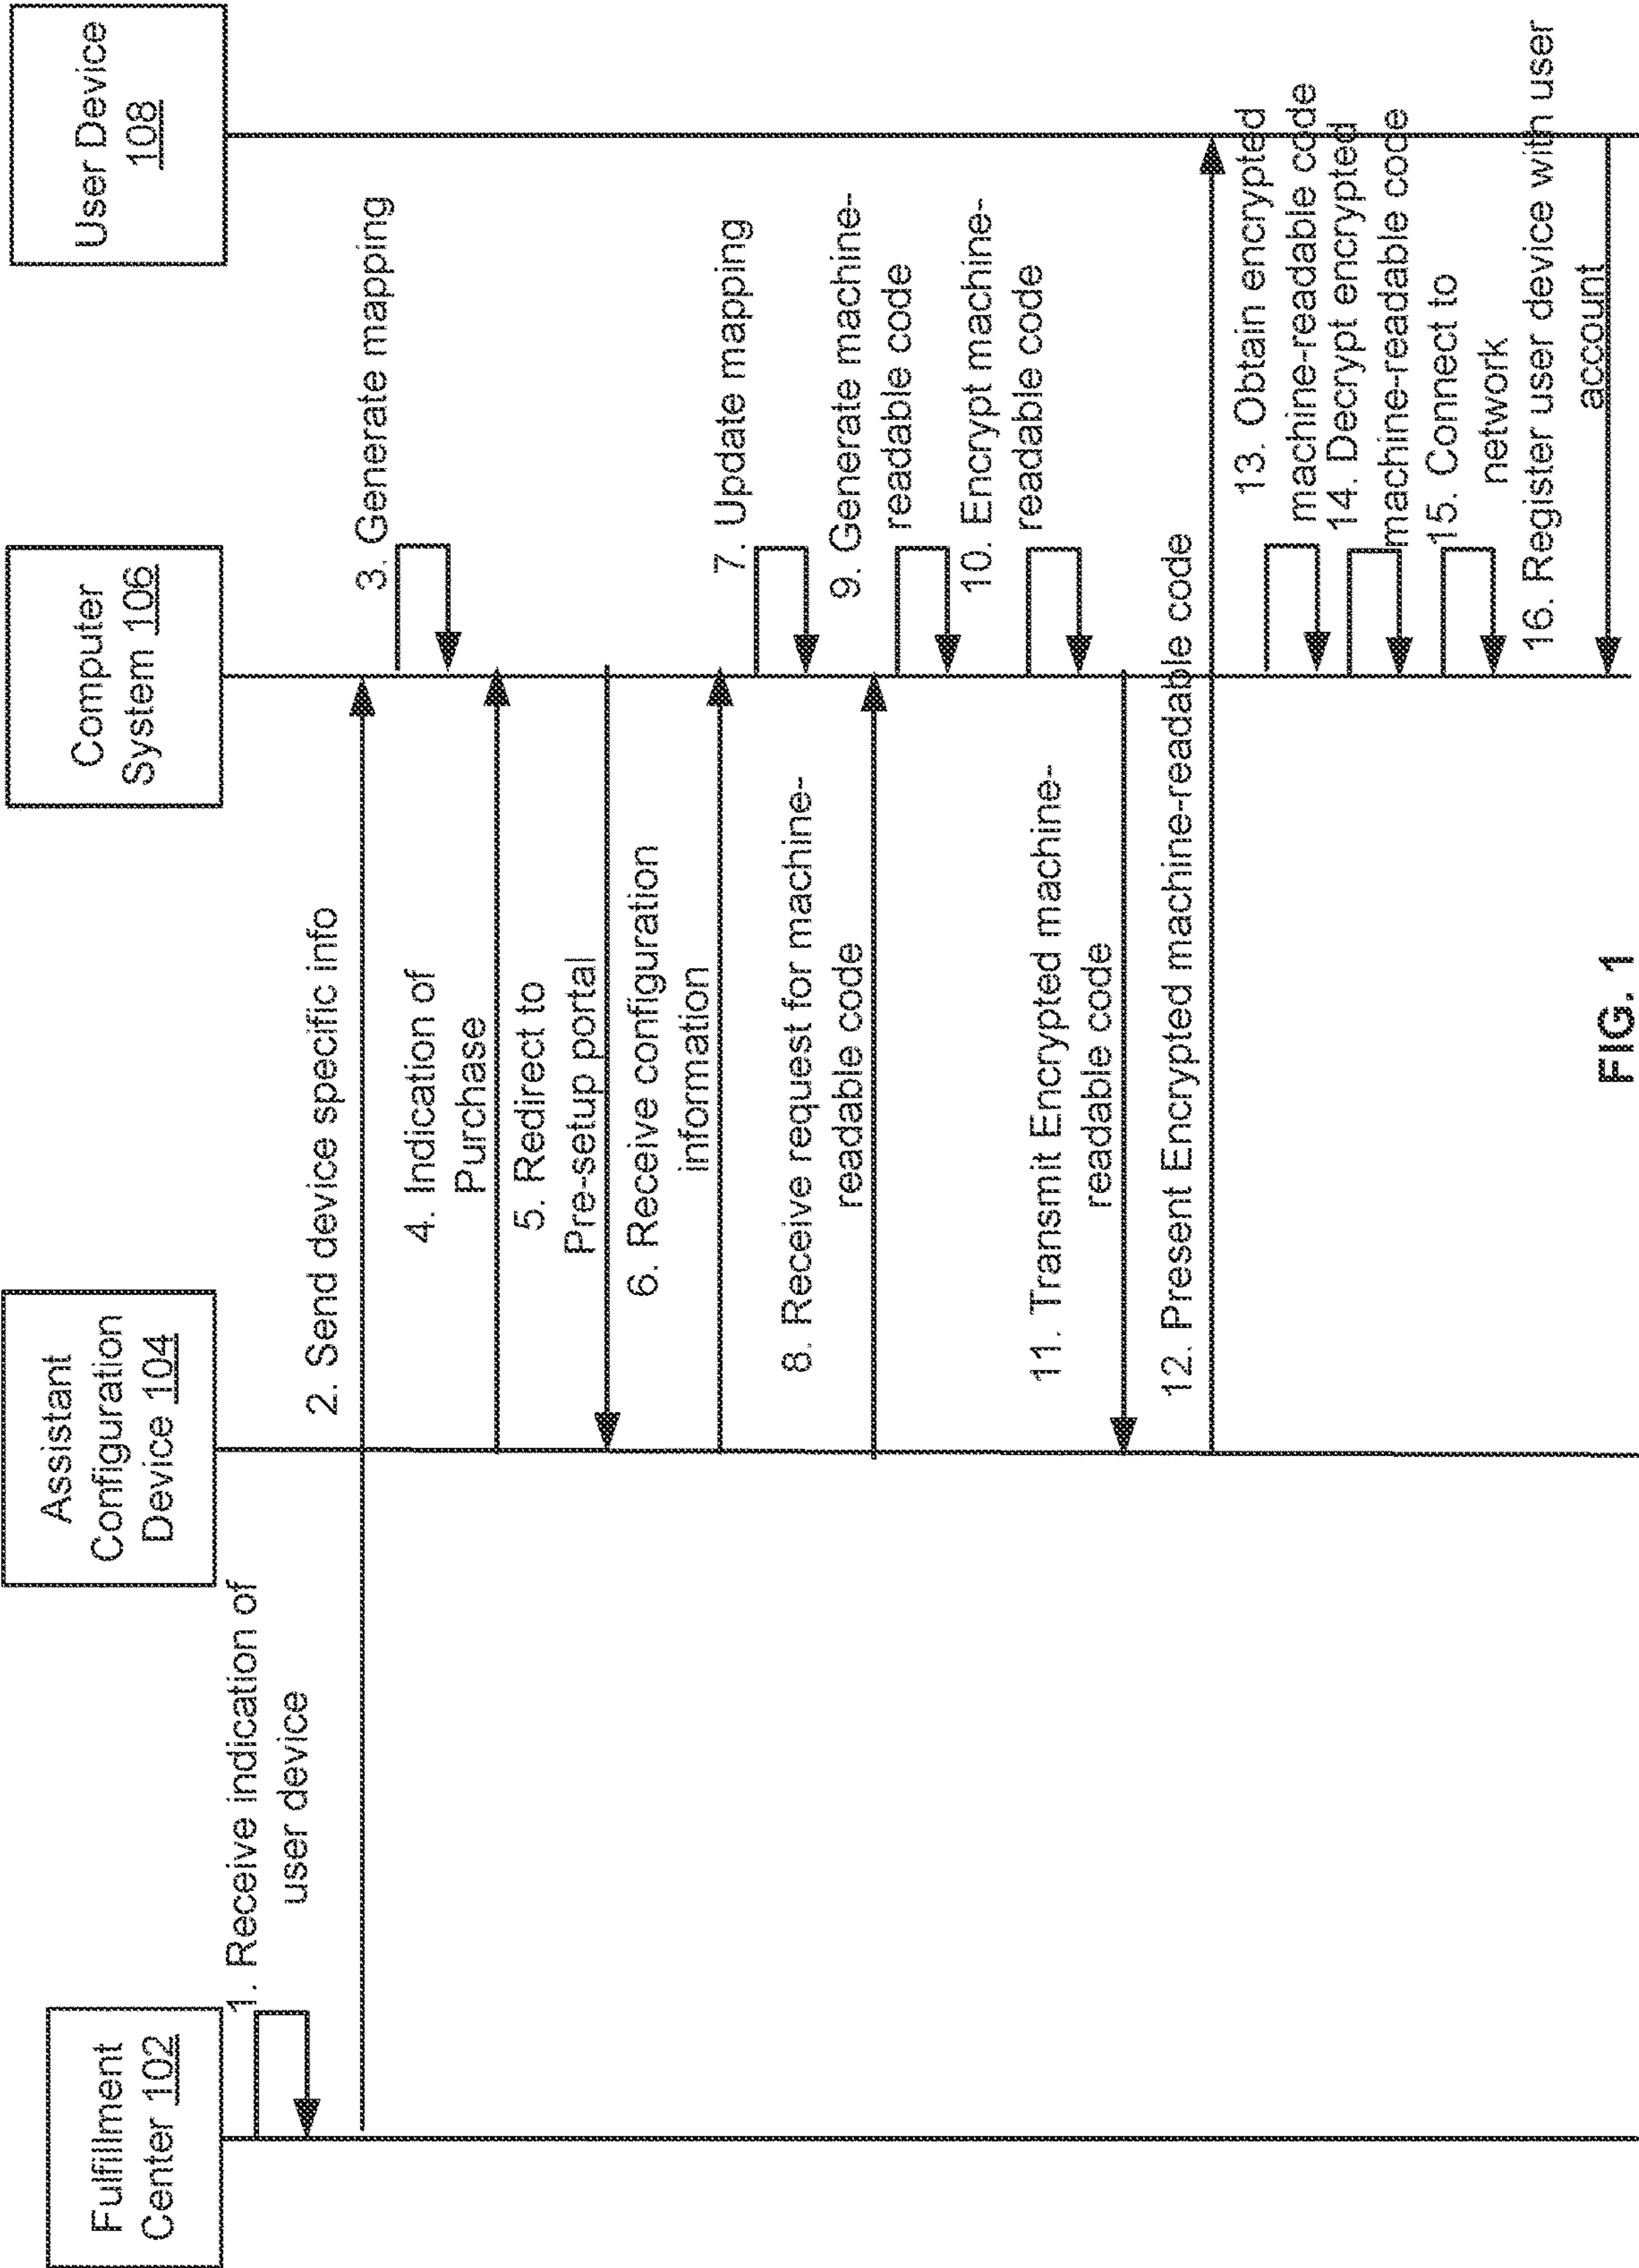 Fulfillment
Center 102
Assistant
Configuration
Device 104
Computer
System 106
User Device
108
1. Receive indication of
user device
2. Send device specific info
3. Generate mapping
4. Indication of
Purchase
5. Redirect to
Pre-setup portal
6. Receive configuration
information
7. Update mapping
8. Receive request for machine-
readable code
9. Generate machine-
readable code
10. Encrypt machine-
readable code
11. Transmit Encrypted machine-
readable code
12. Present Encrypted machine-readable code
13. Obtain encrypted
machine-readable code
14. Decrypt encrypted
machine-readable code
15. Connect to
network
16. Register user device with user
account
FIG. 1